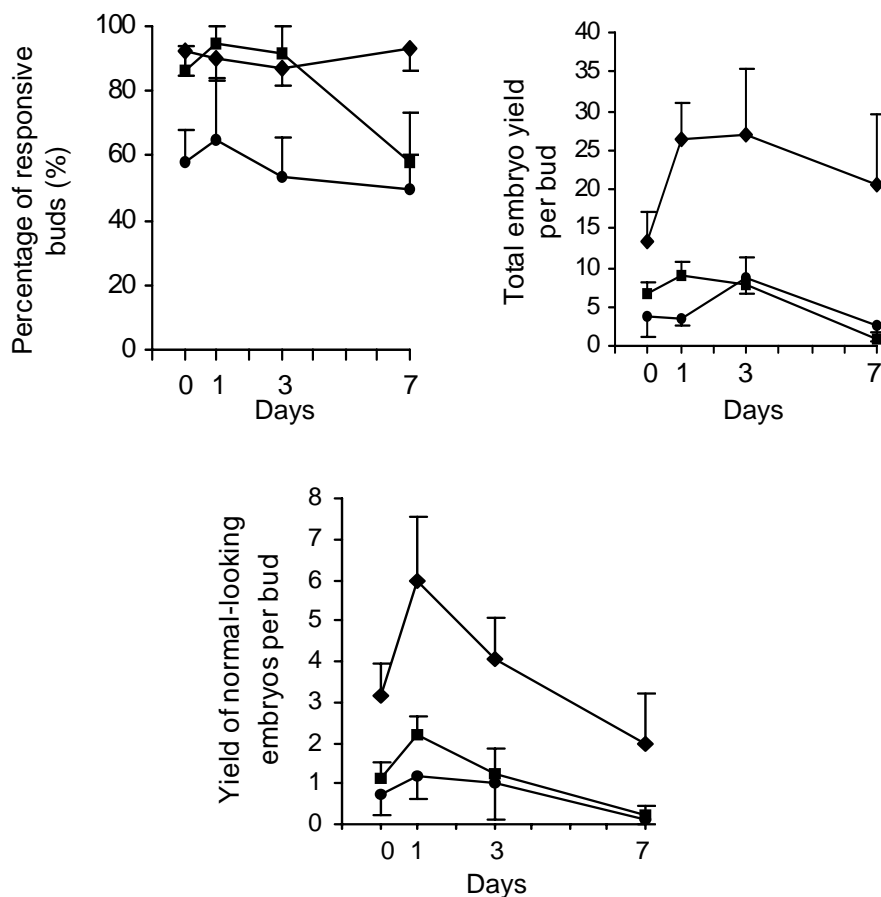 Percentage of responsive
buds (%)
100
80
60
40
20
0
0 1 3 7
Days
Total embryo yield
per bud
40
35
30
25
20
15
10
5
0
0 1 3 7
Days
Yield of normal-looking
embryos per bud
8
7
6
5
4
3
2
1
0
0 1 3 7
Days